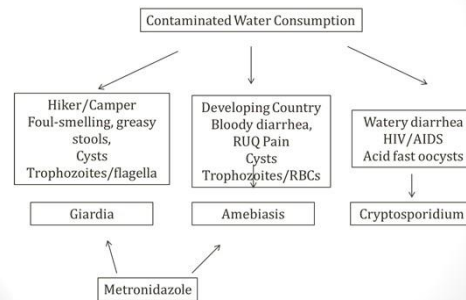 Contaminated Water Consumption
Hiker/Camper
Foul-smelling, greasy
stools,
Cysts
Trophozoites/flagella
Developing Country
Bloody diarrhea,
RUQ Pain
Cysts
Trophozoites/RBCs
Watery diarrhea
HIV/AIDS
Acid fast oocysts
Giardia
Amebiasis
Cryptosporidium
Metronidazole